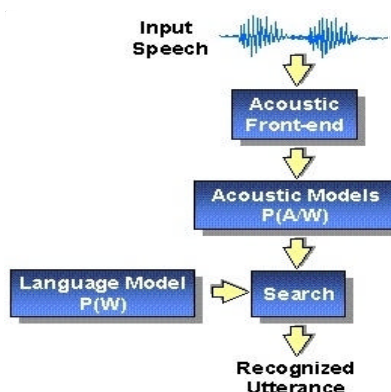 Input
Speech
Acoustic
Front-end
Acoustic Models
P(A/W)
Language Model
P(W)
Search
Recognized
Utterance